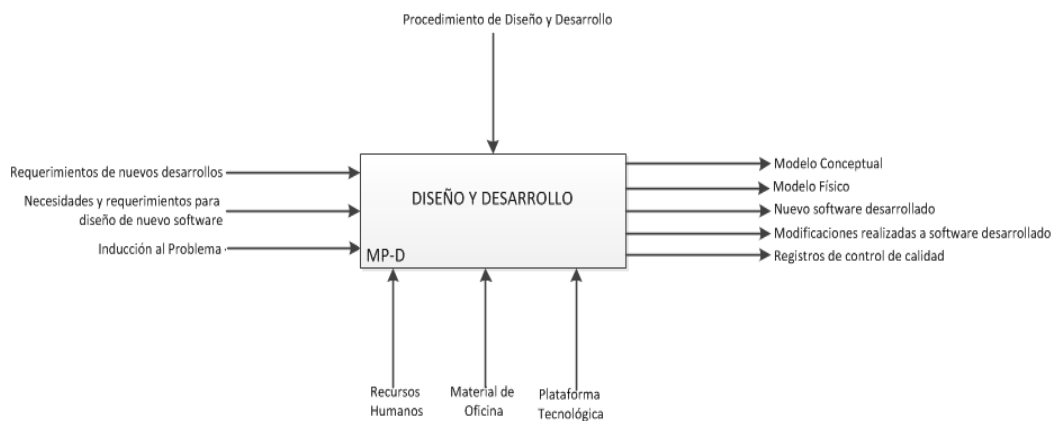 Procedimiento de Diseño y Desarrollo
Requerimientos de nuevos desarrollos
Necesidades y requerimientos para
diseño de nuevo software
Inducción al Problema
DISEÑO Y DESARROLLO
MP-D
Modelo Conceptual
Modelo Físico
Nuevo software desarrollado
Modificaciones realizadas a software desarrollado
Registros de control de calidad
Recursos
Humanos
Material de
Oficina
Plataforma
Tecnológica